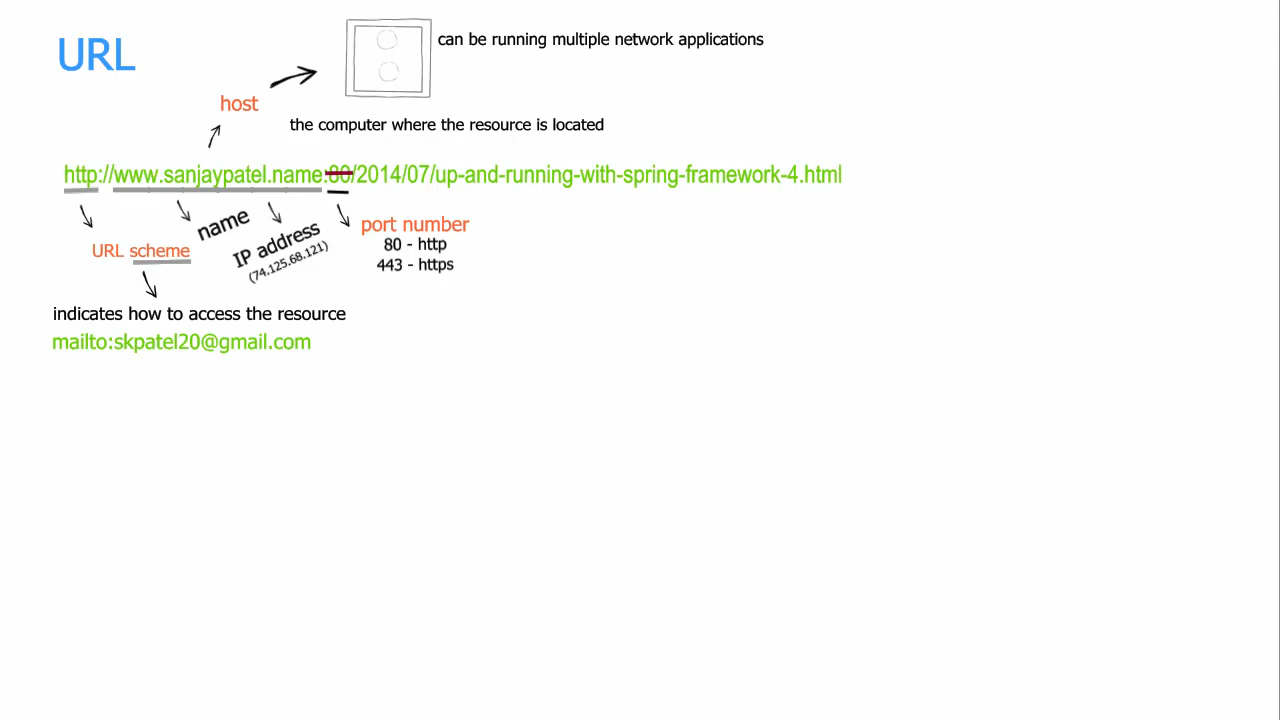 URL
can be running multiple network applications
host
the computer where the resource is located
http://www.sanjaypatel.name:80/2014/07/up-and-running-with-spring-framework-4.html
name
IP address
(74.125.68.121)
port number
80 - http
443 - https
URL scheme
indicates how to access the resource
mailto:skpatel20@gmail.com